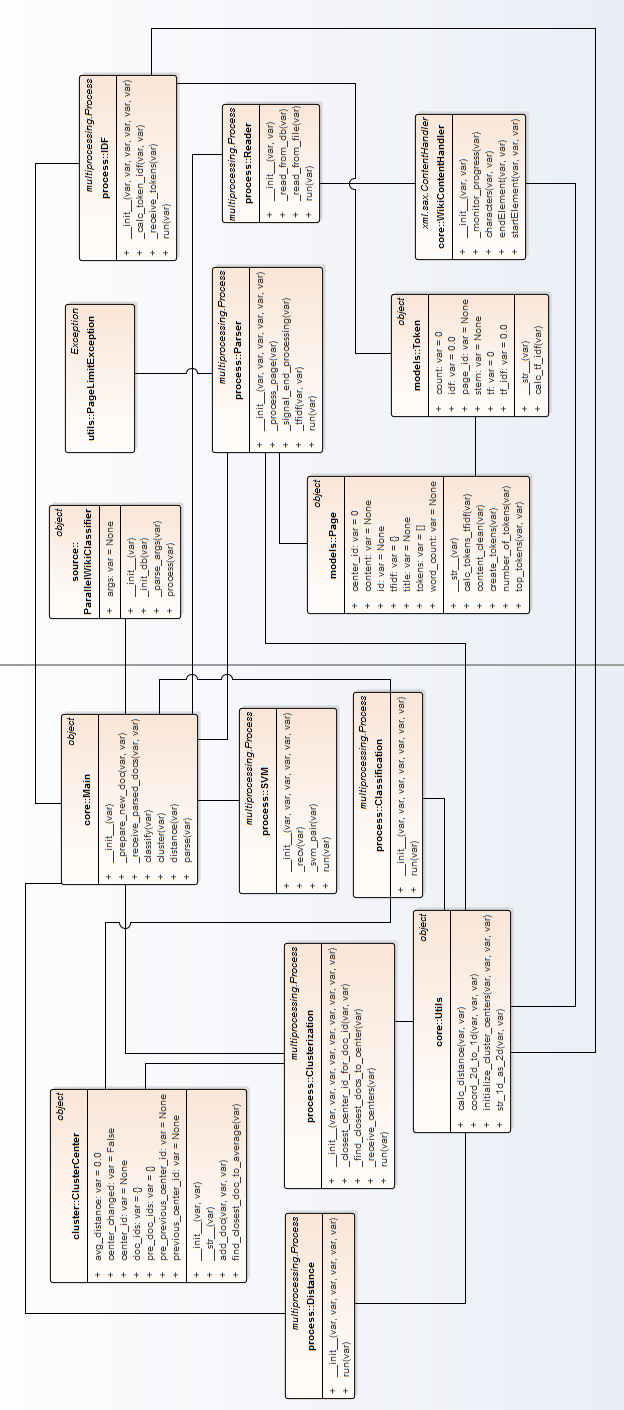 object
cluster::ClusterCenter
+ avg_distance: var = 0.0
+ center_changed: var = False
+ center_id: var = None
+ doc_ids: var = {}
+ pre_doc_ids: var = {}
+ pre_previous_center_id: var = None
+ previous_center_id: var = None
+ __init__(var, var)
+ __str__(var)
+ add_doc(var, var, var)
+ find_closest_doc_to_average(var)
object
core::Main
+ __init__(var)
+ _prepare_new_doc(var, var)
+ _receive_parsed_docs(var, var)
+ classify(var)
+ cluster(var)
+ distance(var)
+ parse(var)
object
source::
ParallelWikiClassifier
+ args: var = None
+ __init__(var)
+ _init_db(var)
+ _parse_args(var)
+ process(var)
Exception
utils::PageLimitException
multiprocessing.Process
process::IDF
+ __init__(var, var, var, var, var, var)
+ _calc_token_idf(var, var)
+ _receive_tokens(var)
+ run(var)
multiprocessing.Process
process::Distance
+ __init__(var, var, var, var, var, var)
+ run(var)
multiprocessing.Process
process::Clusterization
+ __init__(var, var, var, var, var, var, var, var, var)
+ _closest_center_id_for_doc_id(var, var)
+ _find_closest_docs_to_center(var)
+ _receive_centers(var)
+ run(var)
multiprocessing.Process
process::SVM
+ __init__(var, var, var, var, var, var)
+ _recv(var)
+ _svm_pair(var)
+ run(var)
multiprocessing.Process
process::Parser
+ __init__(var, var, var, var, var, var, var)
+ _process_page(var)
+ _signal_end_processing(var)
+ _tfidf(var, var)
+ run(var)
multiprocessing.Process
process::Reader
+ __init__(var, var)
+ _read_from_db(var)
+ _read_from_file(var)
+ run(var)
multiprocessing.Process
process::Classification
+ __init__(var, var, var, var, var, var, var)
+ run(var)
object
models::Page
+ center_id: var = 0
+ content: var = None
+ id: var = None
+ tfidf: var = {}
+ title: var = None
+ tokens: var = []
+ word_count: var = None
+ __str__(var)
+ calc_tokens_tfidf(var)
+ content_clean(var)
+ create_tokens(var)
+ number_of_tokens(var)
+ top_tokens(var, var)
object
models::Token
+ count: var = 0
+ idf: var = 0.0
+ page_id: var = None
+ stem: var = None
+ tf: var = 0
+ tf_idf: var = 0.0
+ __str__(var)
+ calc_tf_idf(var)
object
core::Utils
+ calc_distance(var, var)
+ coord_2d_to_1d(var, var, var)
+ initialize_cluster_centers(var, var, var, var)
+ str_1d_as_2d(var, var)
xml.sax.ContentHandler
core::WikiContentHandler
+ __init__(var, var)
+ _monitor_progress(var)
+ characters(var, var)
+ endElement(var, var)
+ startElement(var, var, var)